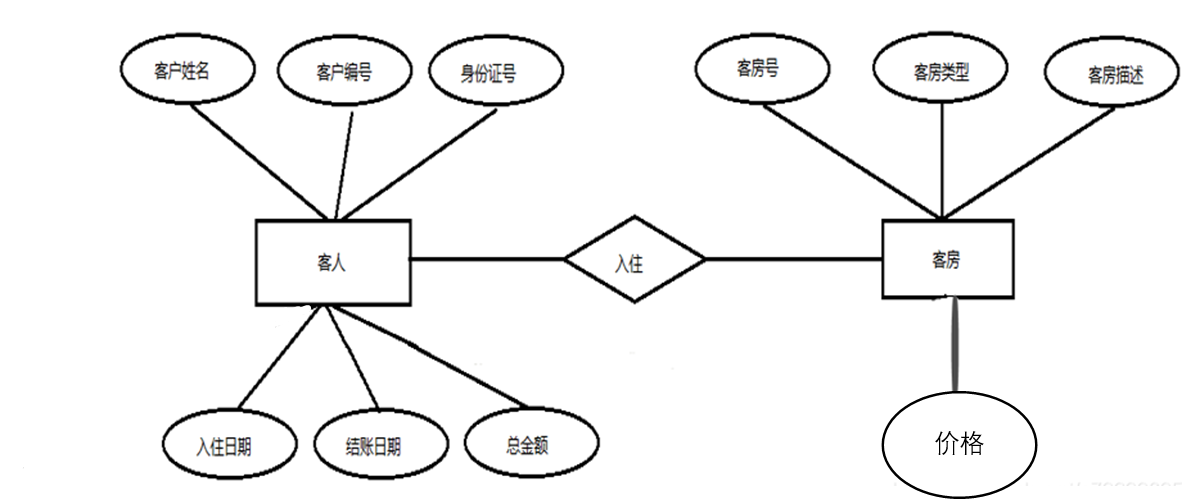 客户姓名
客户编号
身份证号
客房号
客房类型
客房描述
客人
入住
客房
入住日期
结账日期
总金额
价格